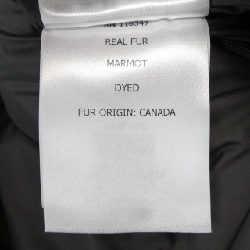 REAL FUR
MARMOT
DYED
FUR ORIGIN: CANADA